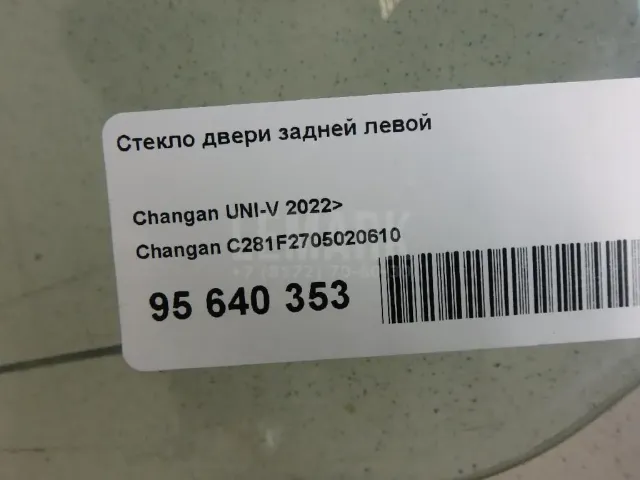 Стекло двери задней левой
Changan UNI-V 2022>
Changan C281F2705020610
95 640 353